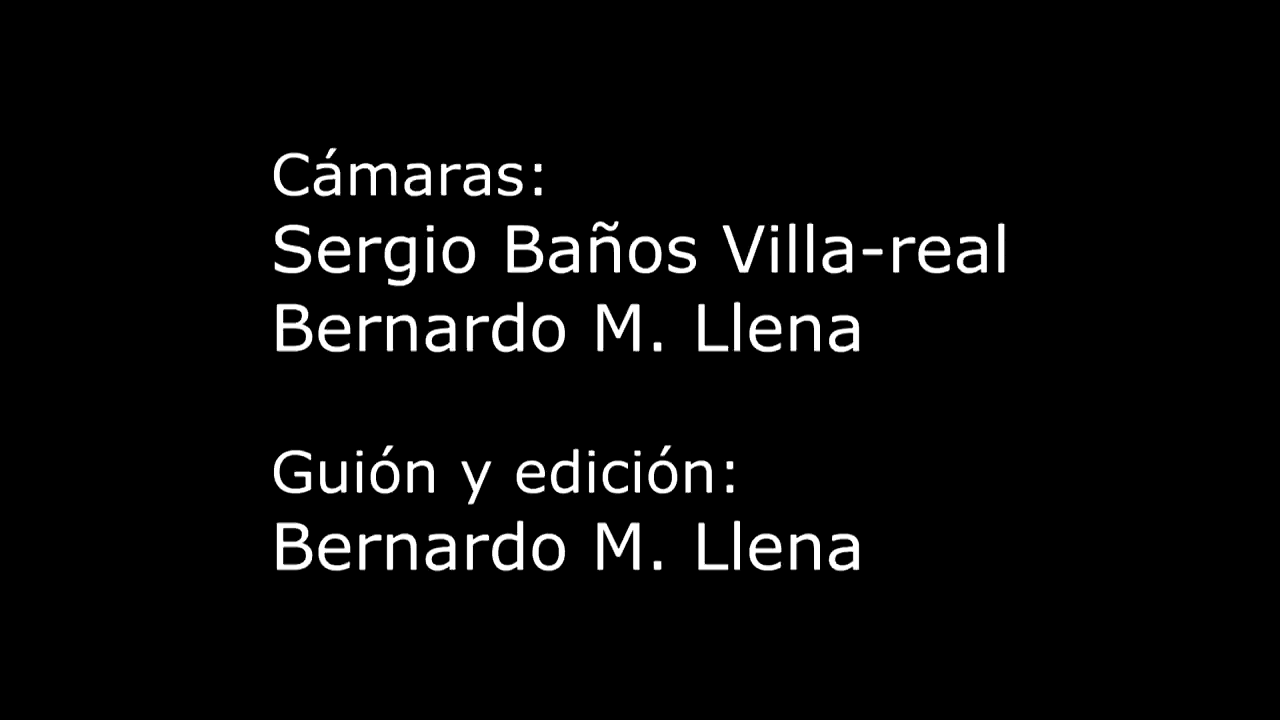 Cámaras:
Sergio Baños Villa-real
Bernardo M. Llena
Guión y edición:
Bernardo M. Llena